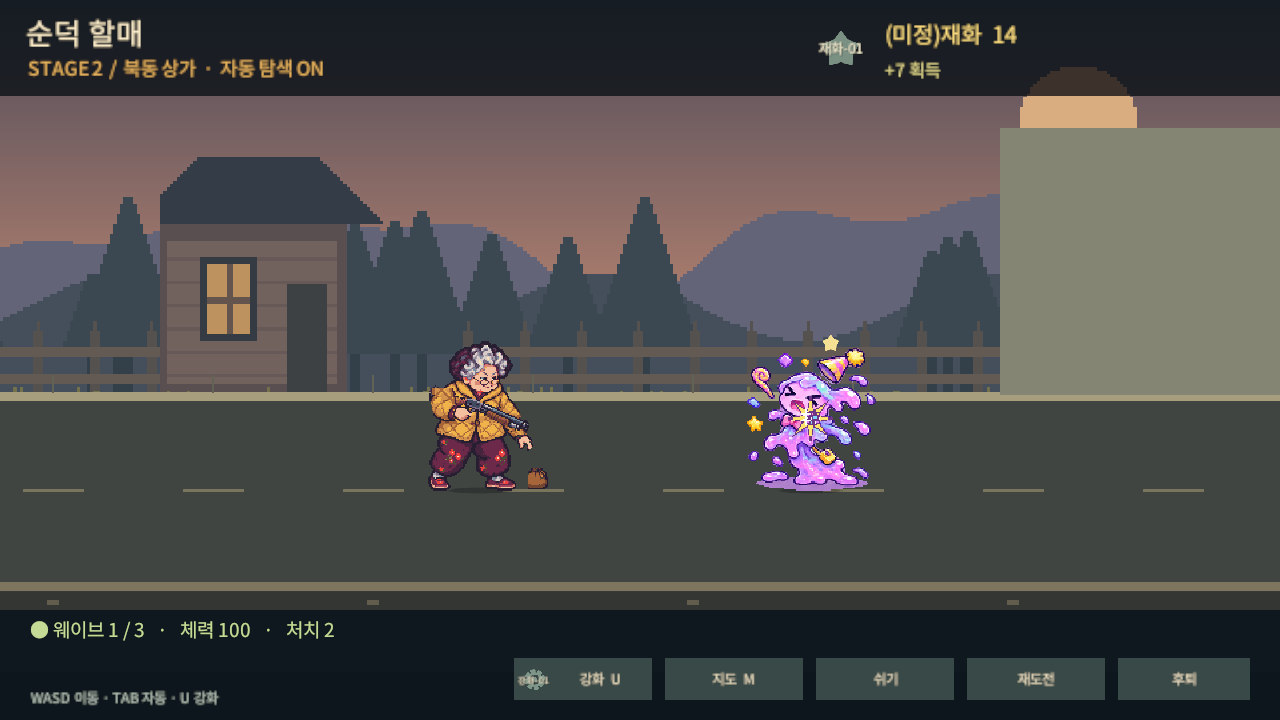 순덕 할매
STAGE 2 / 북동 상가 · 자동 탐색 ON
재화-01
(미정)재화 14
+7 획득
웨이브 1 / 3 · 체력 100 · 처치 2
강화 U
지도 M
쉬기
재도전
후퇴
WASD 이동 · TAB 자동 · U 강화